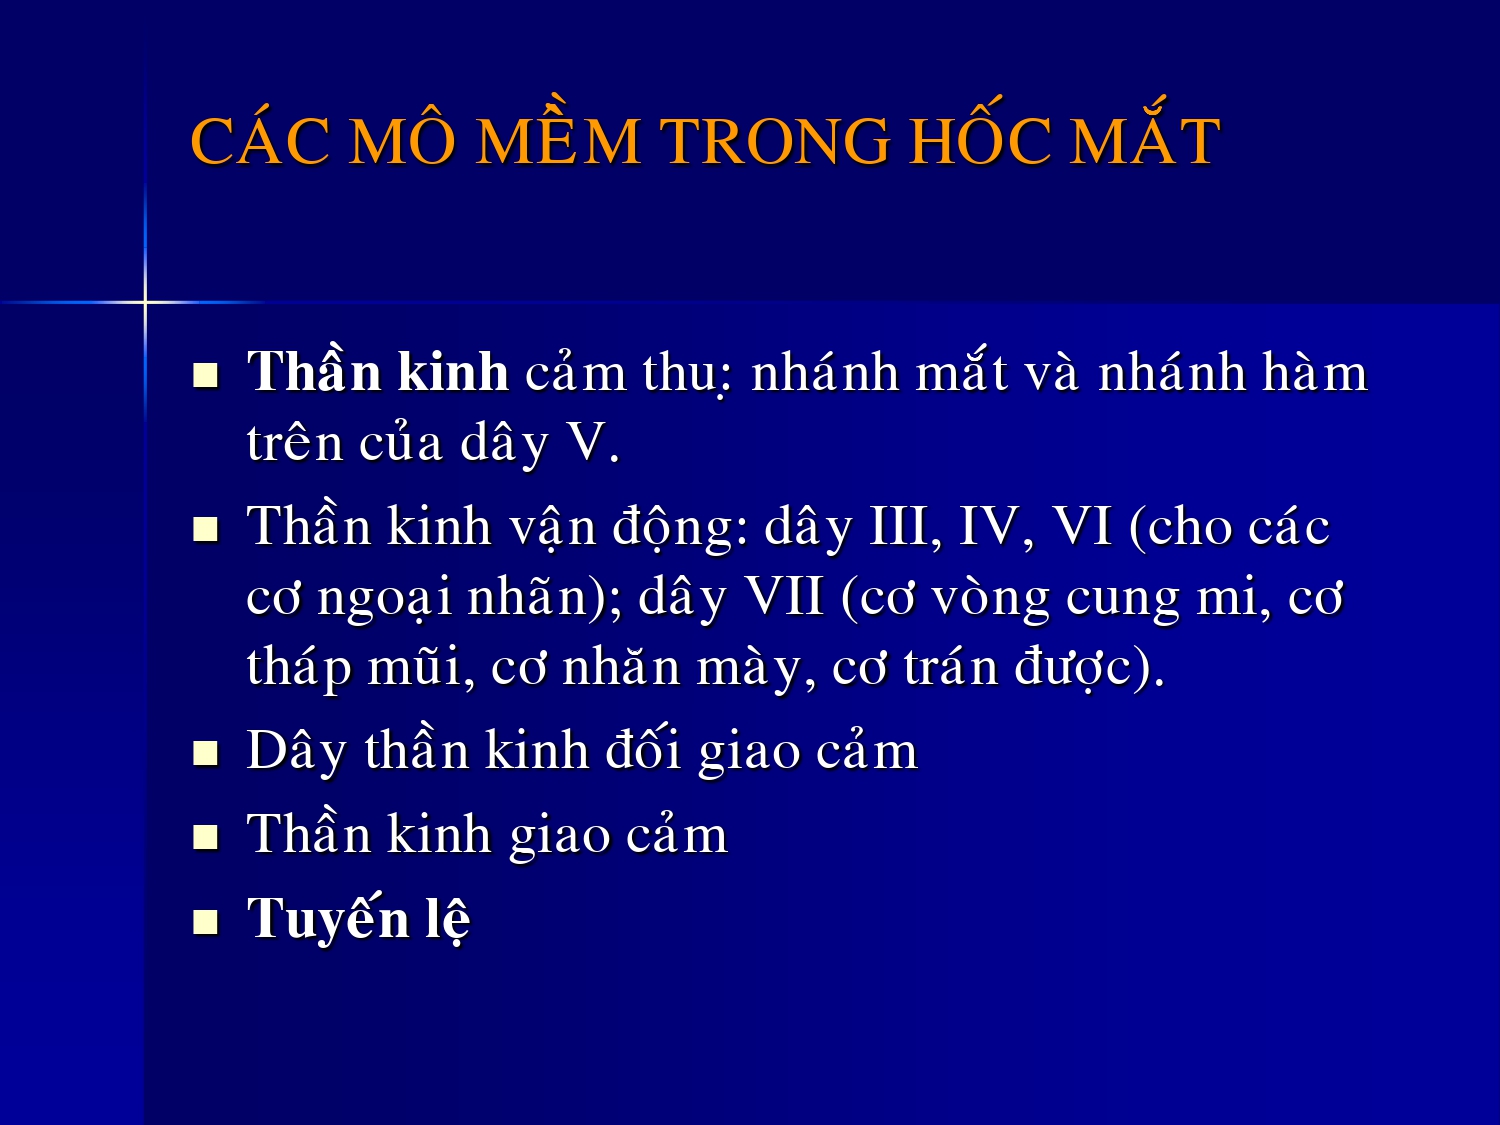 CÁC MÔ MỀM TRONG HỐC MẮT
Thần kinh cảm thụ: nhánh mắt và nhánh hàm
trên của dây V.
Thần kinh vận động: dây III, IV, VI (cho các
cơ ngoại nhãn); dây VII (cơ vòng cung mi, cơ
tháp mũi, cơ nhăn mày, cơ trán được).
Dây thần kinh đối giao cảm
Thần kinh giao cảm
Tuyến lệ